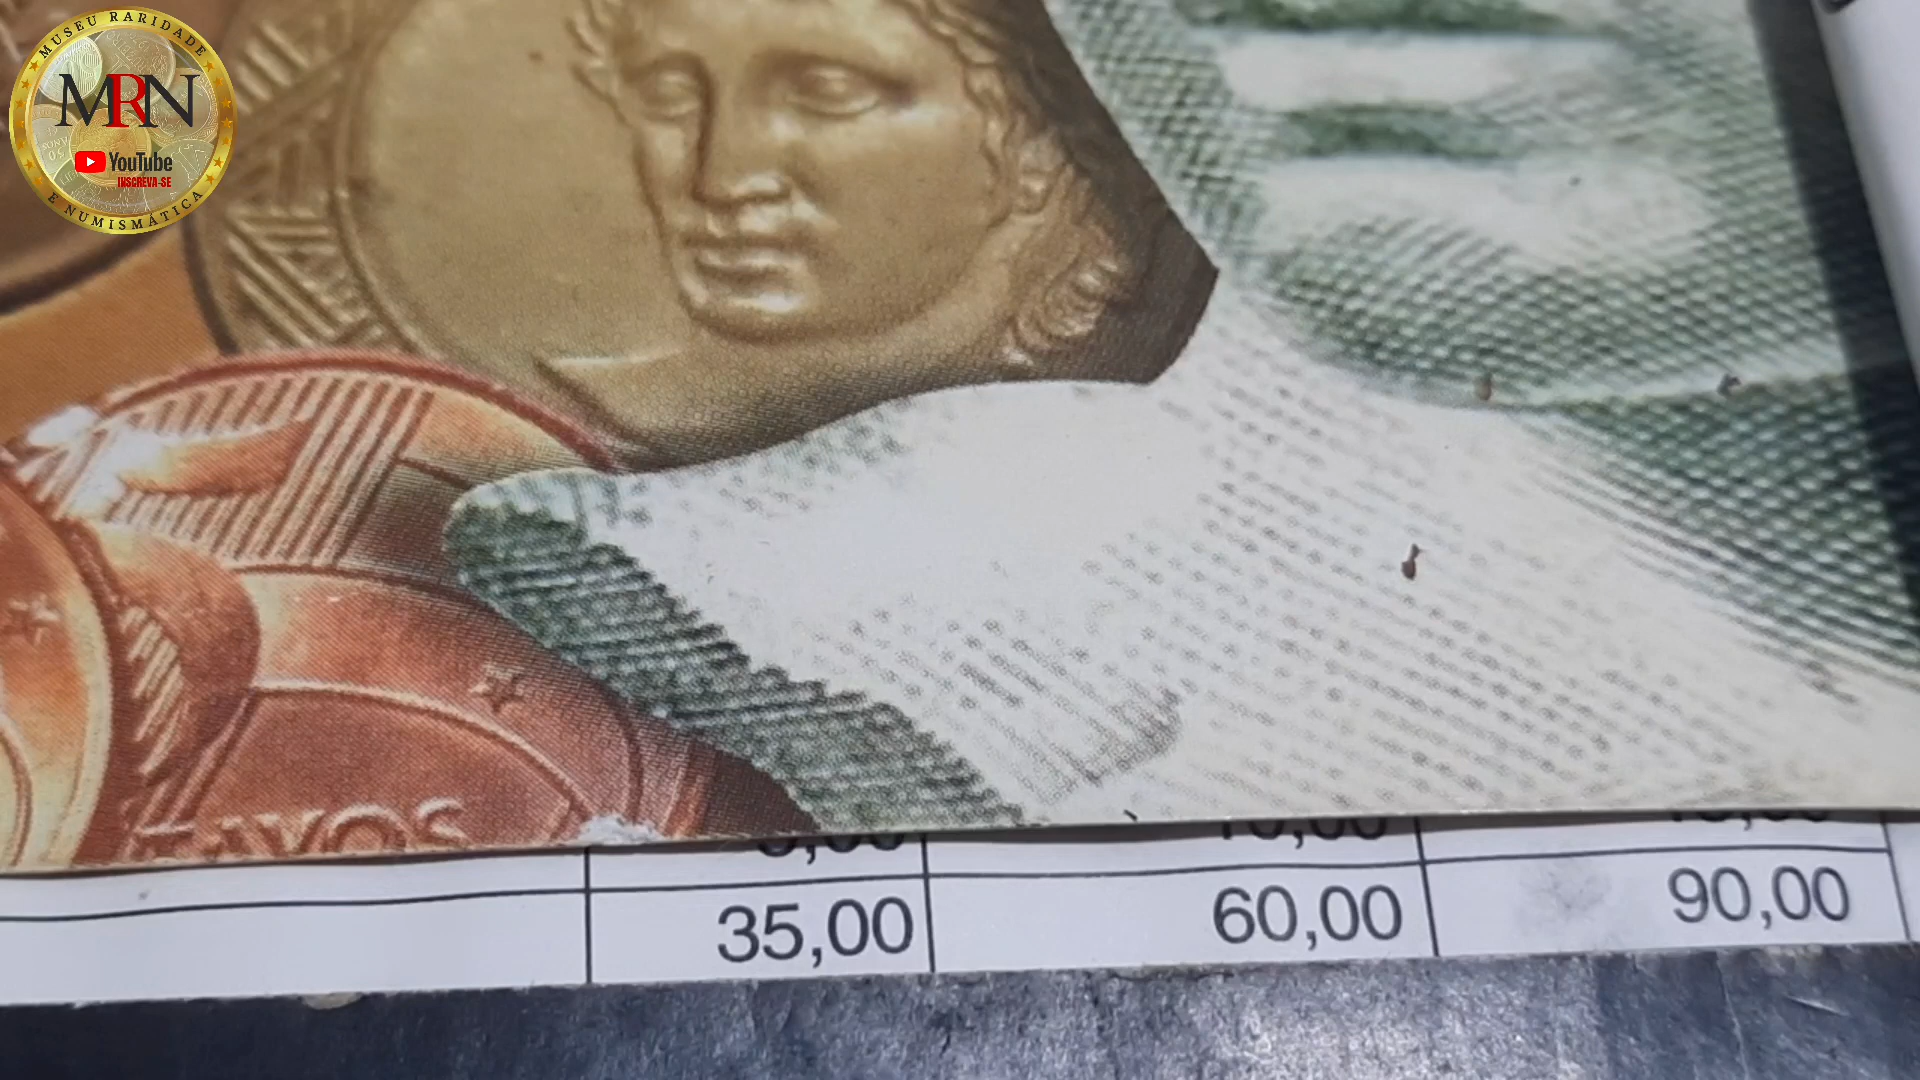 MUSEU RARIDADE
MRN
YouTube
INSCREVA-SE
E NUMISMÁTICA
35,00
60,00
90,00